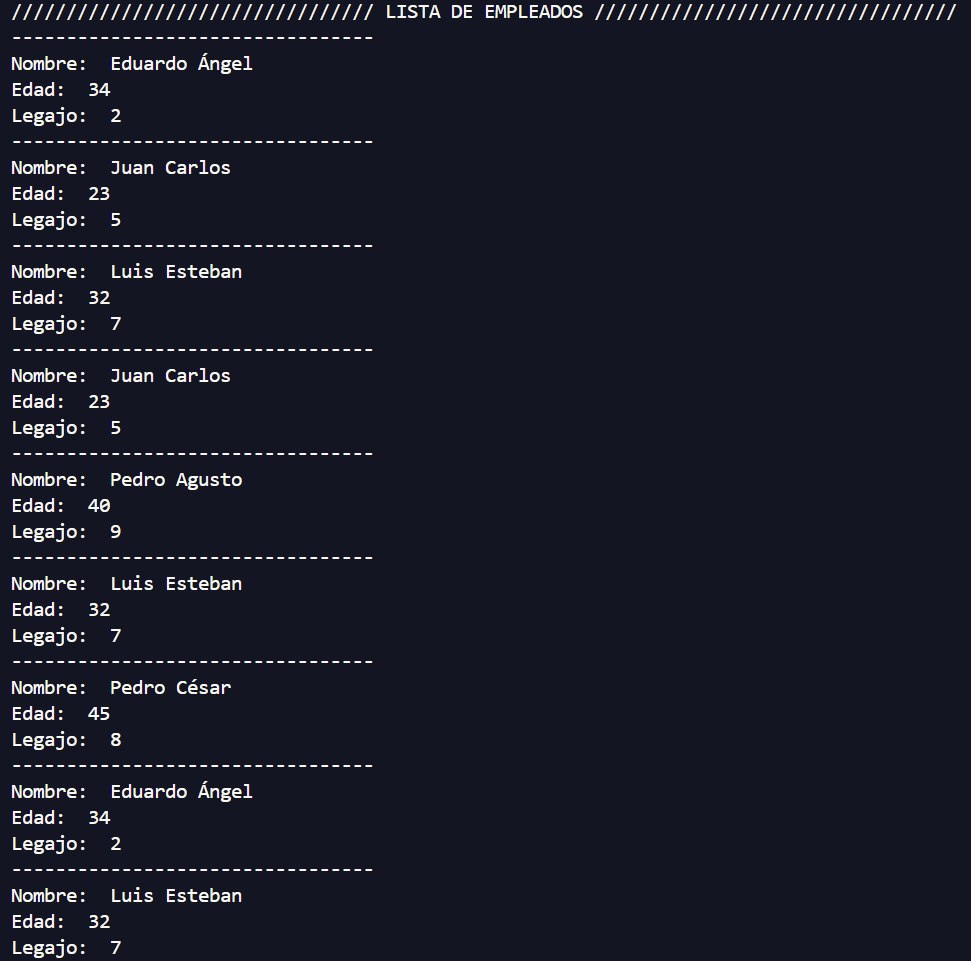 ///////////////////////////////// LISTA DE EMPLEADOS /////////////////////////////////
---------------------------------
Nombre:  Eduardo Ángel
Edad:  34
Legajo:  2
---------------------------------
Nombre:  Juan Carlos
Edad:  23
Legajo:  5
---------------------------------
Nombre:  Luis Esteban
Edad:  32
Legajo:  7
---------------------------------
Nombre:  Juan Carlos
Edad:  23
Legajo:  5
---------------------------------
Nombre:  Pedro Agusto
Edad:  40
Legajo:  9
---------------------------------
Nombre:  Luis Esteban
Edad:  32
Legajo:  7
---------------------------------
Nombre:  Pedro César
Edad:  45
Legajo:  8
---------------------------------
Nombre:  Eduardo Ángel
Edad:  34
Legajo:  2
---------------------------------
Nombre:  Luis Esteban
Edad:  32
Legajo:  7